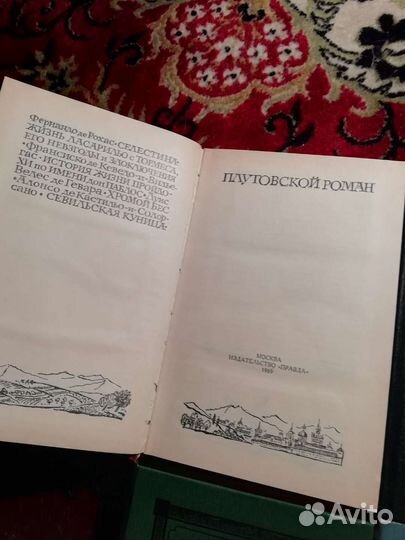 Фернандо де Рохас·СЕЛЕСТИНА·
ЖИЗНЬ ЛАСАРИЛЬО с ТОРМЕСА,
ЕГО НЕВЗГОДЫ и ЗЛОКЛЮЧЕНИЯ
·Франсиско де Кеведо-и-Вилье-
гас·ИСТОРИЯ ЖИЗНИ ПРОЙДО-
ХИ по ИМЕНИ дон ПАБЛОС·Луис
Велес де Гевара·ХРОМОЙ БЕС
·Алонсо де Кастильо-и-Солор-
сано·СЕВИЛЬСКАЯ КУНИЦА·
ПЛУТОВСКОЙ РОМАН
МОСКВА
ИЗДАТЕЛЬСТВО «ПРАВДА»
1989
Avito